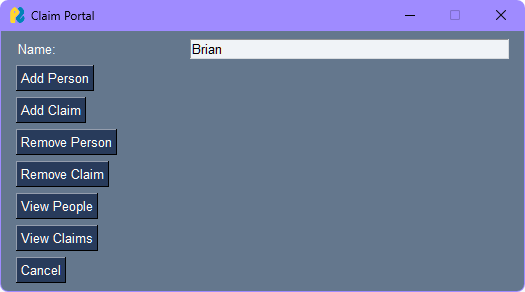 Claim Portal
Name: Brian
Add Person
Add Claim
Remove Person
Remove Claim
View People
View Claims
Cancel